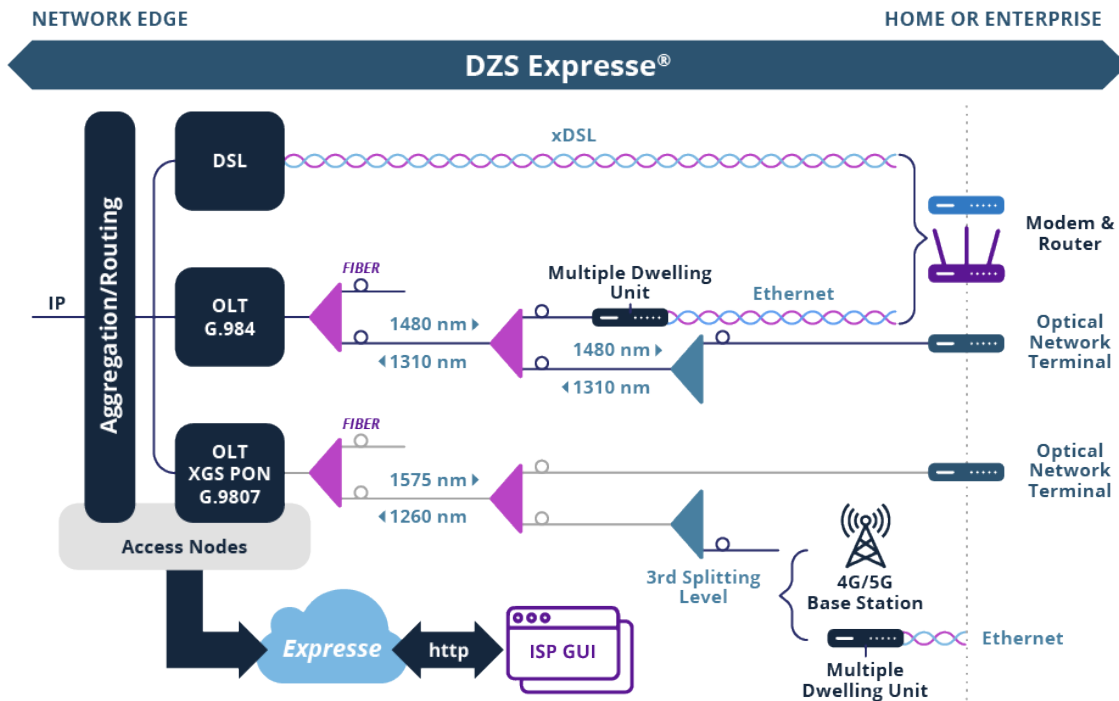 NETWORK EDGE
HOME OR ENTERPRISE
DZS Expresse®
Aggregation/Routing
IP
DSL
xDSL
Modem &
Router
OLT
G.984
FIBER
1480 nm
1310 nm
Multiple Dwelling
Unit
Ethernet
1480 nm
1310 nm
Optical
Network
Terminal
OLT
XGS PON
G.9807
FIBER
1575 nm
1260 nm
Optical
Network
Terminal
Access Nodes
3rd Splitting
Level
4G/5G
Base Station
Ethernet
Multiple
Dwelling Unit
Expresse
http
ISP GUI